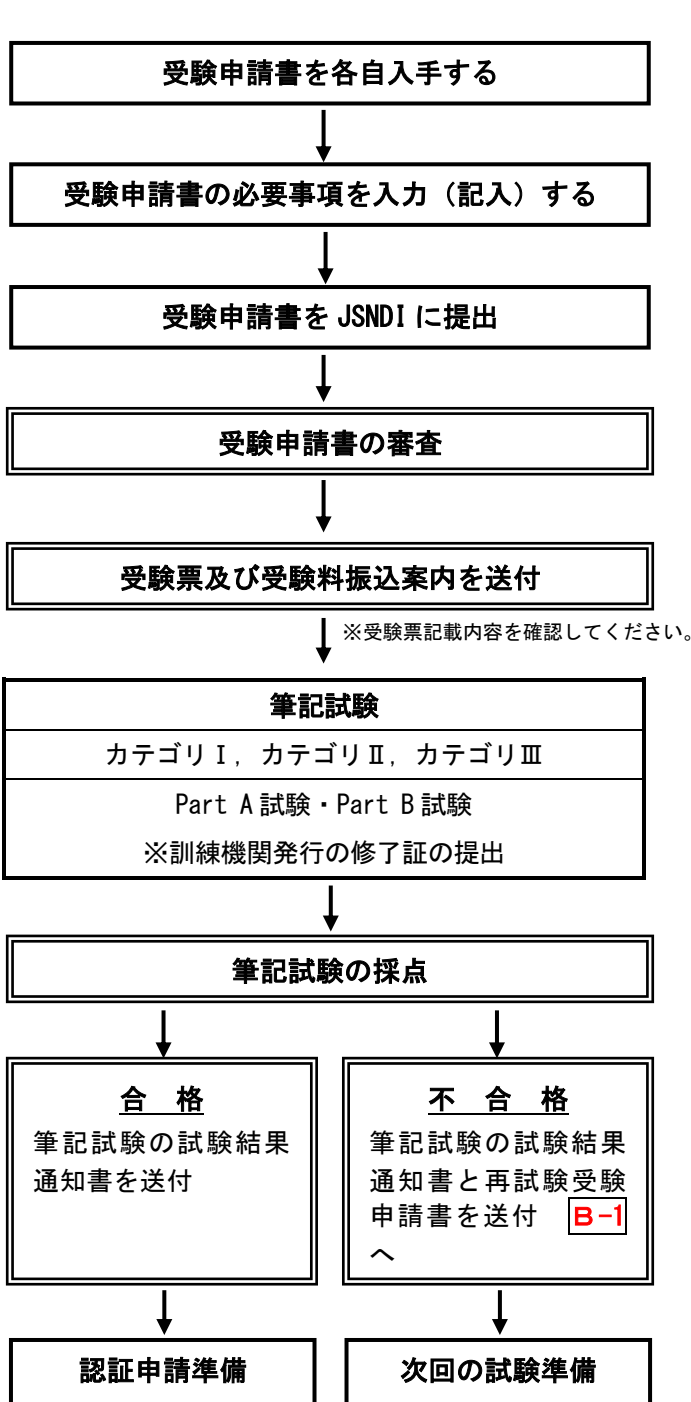 受験申請書を各自入手する
受験申請書の必要事項を入力（記入）する
受験申請書を JSNDI に提出
受験申請書の審査
受験票及び受験料振込案内を送付
※受験票記載内容を確認してください。
筆記試験
カテゴリⅠ，カテゴリⅡ，カテゴリⅢ
Part A 試験・Part B 試験
※訓練機関発行の修了証の提出
筆記試験の採点
合　格
筆記試験の試験結果
通知書を送付
不　合　格
筆記試験の試験結果
通知書と再試験受験
申請書を送付　B-1
へ
認証申請準備
次回の試験準備